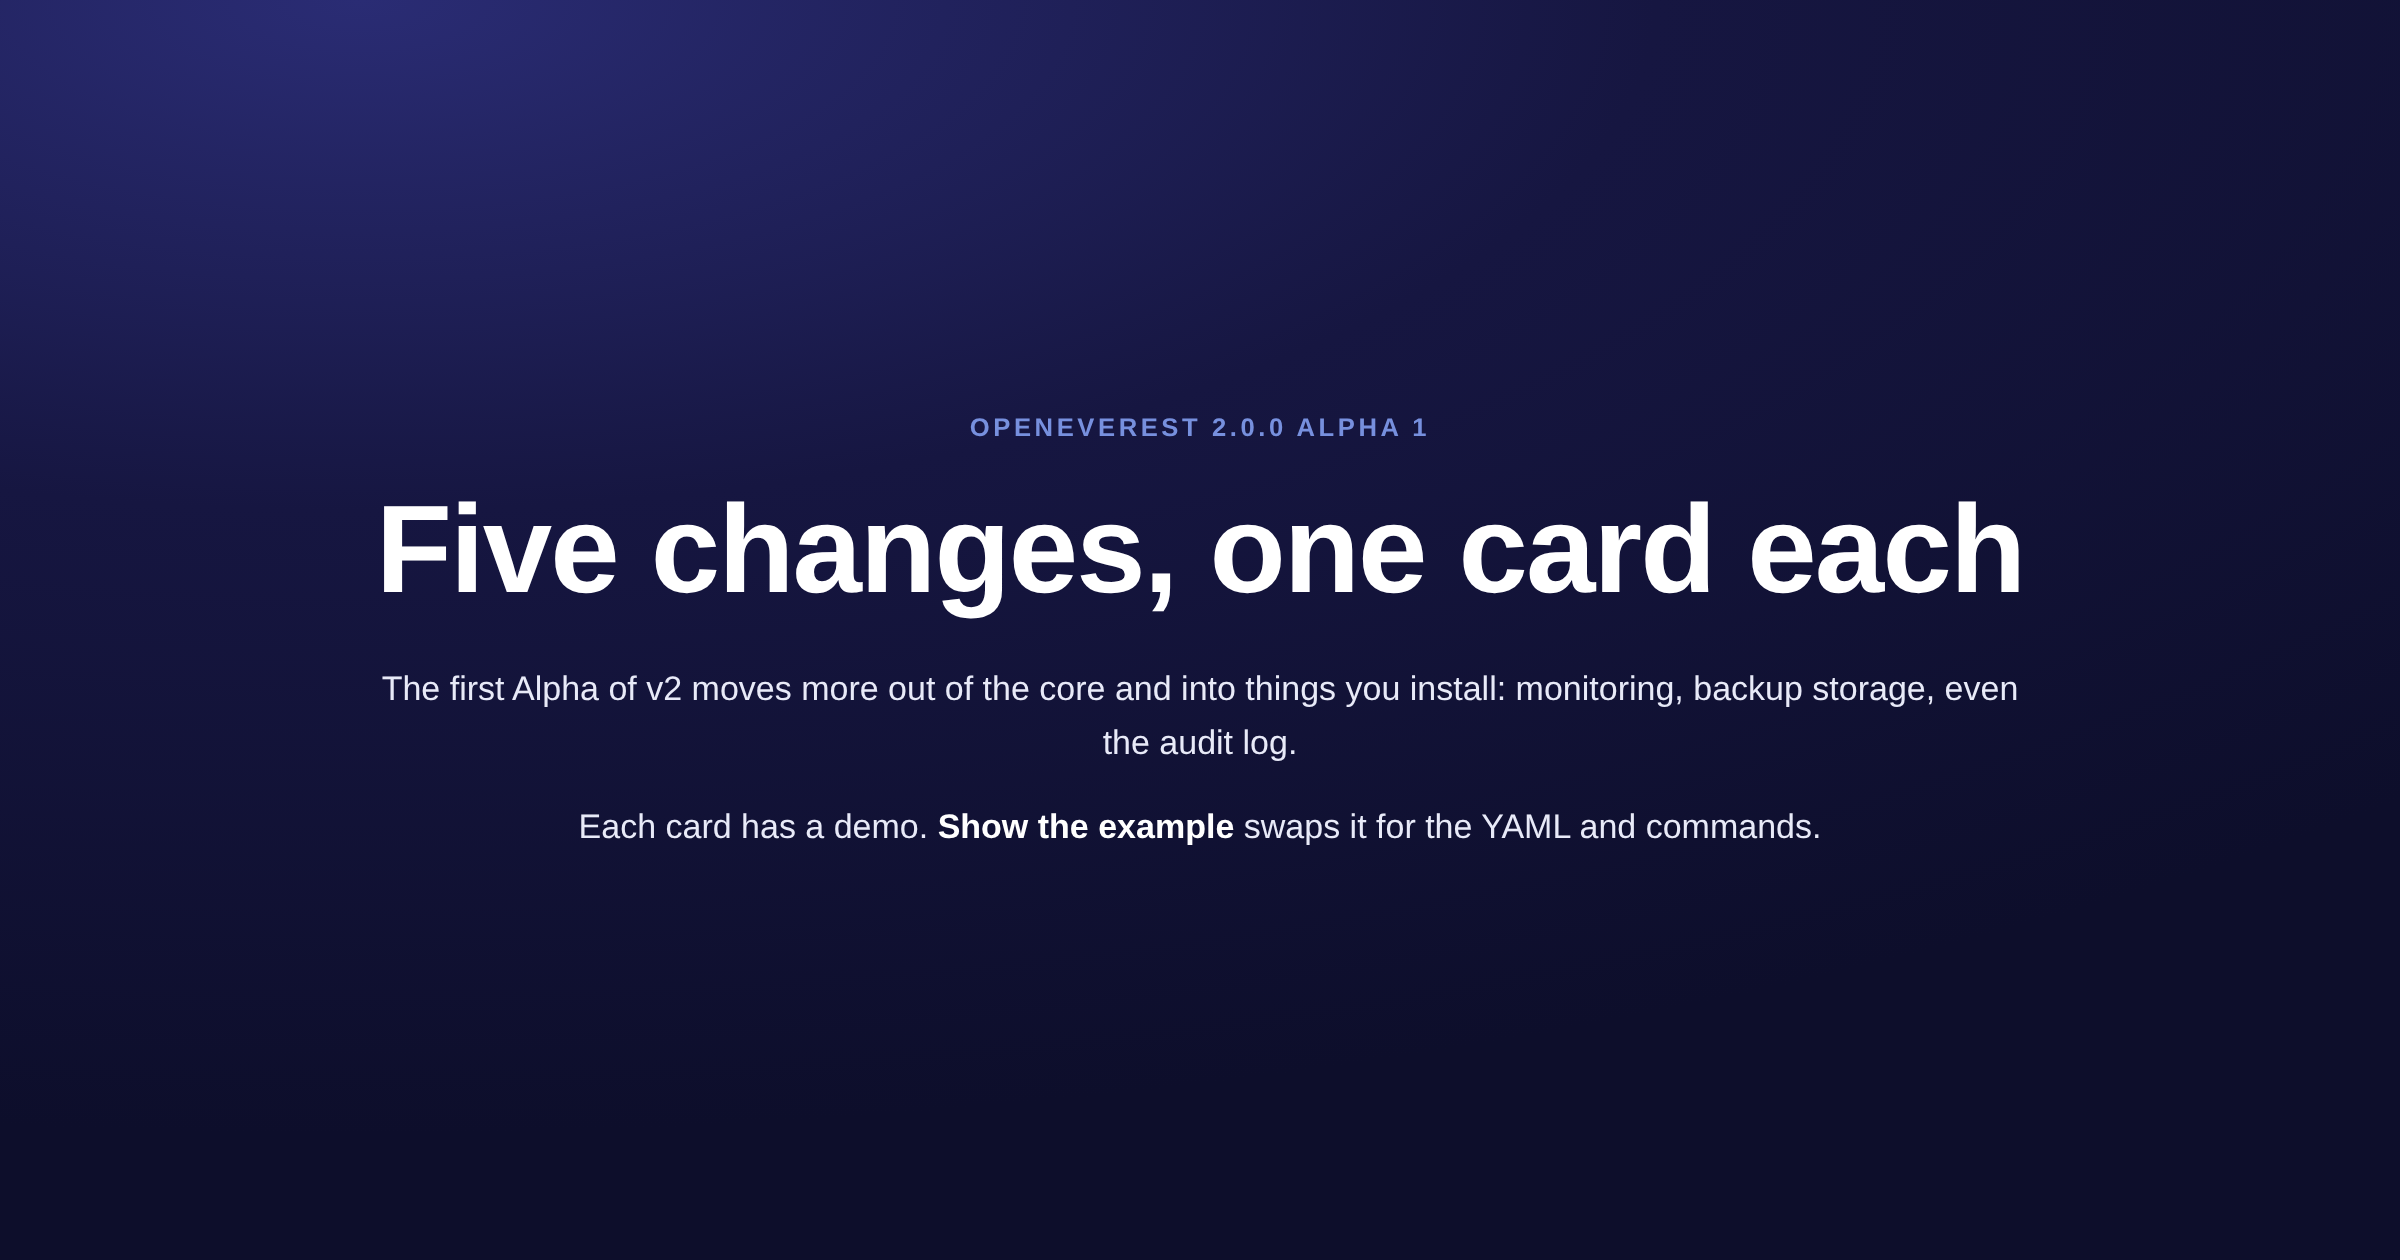 OPENEVEREST 2.0.0 ALPHA 1
Five changes, one card each
The first Alpha of v2 moves more out of the core and into things you install: monitoring, backup storage, even
the audit log.
Each card has a demo. Show the example swaps it for the YAML and commands.